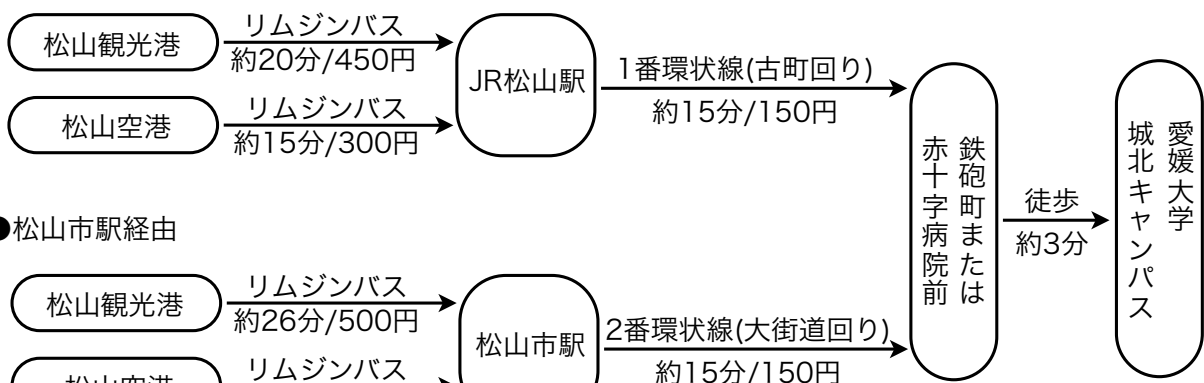 松山観光港
リムジンバス
約20分/450円
松山空港
リムジンバス
約15分/300円
JR松山駅
1番環状線(古町回り)
約15分/150円
鉄砲町または
赤十字病院前
徒歩
約3分
愛媛大学
城北キャンパス
●松山市駅経由
松山観光港
リムジンバス
約26分/500円
松山空港
リムジンバス
松山市駅
2番環状線(大街道回り)
約15分/150円